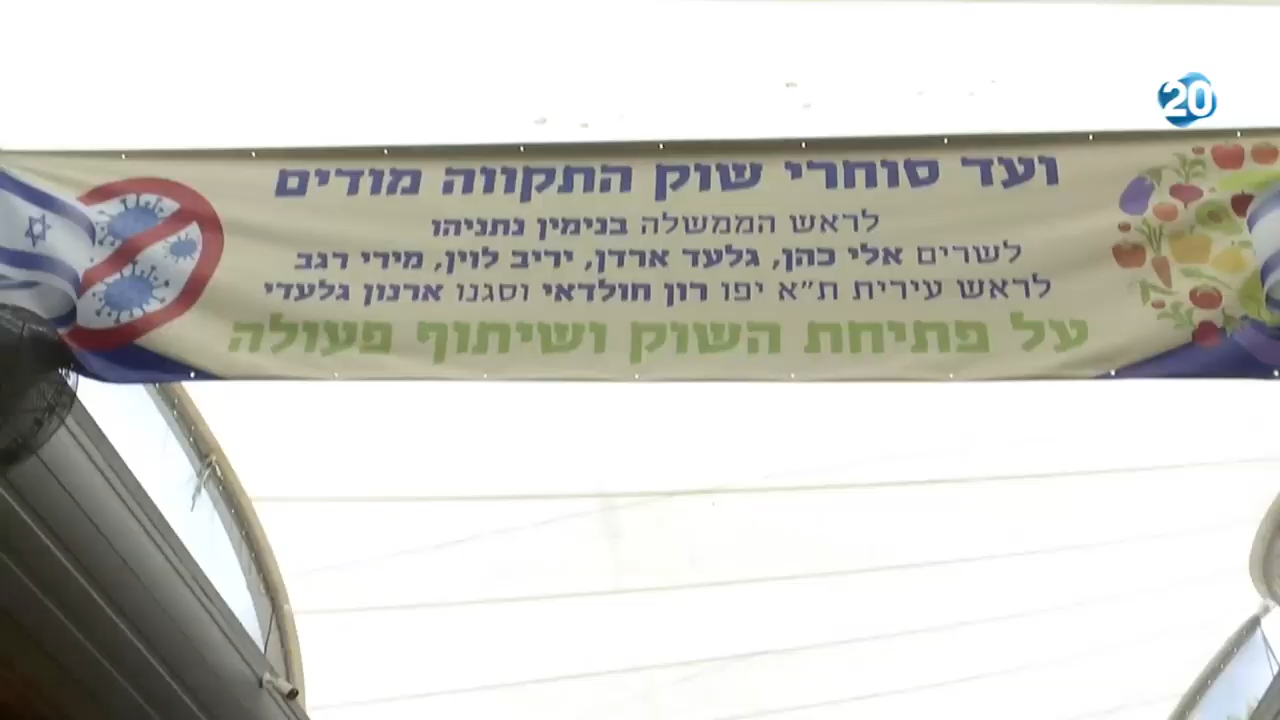 20
ועד סוחרי שוק התקווה מודים
לראש הממשלה בנימין נתניהו
לשרים אלי כהן, גלעד ארדן, יריב לוין, מירי רגב
לראש עירית ת״א יפו רון חולדאי וסגנו ארנון גלעדי
על פתיחת השוק ושיתוף פעולה